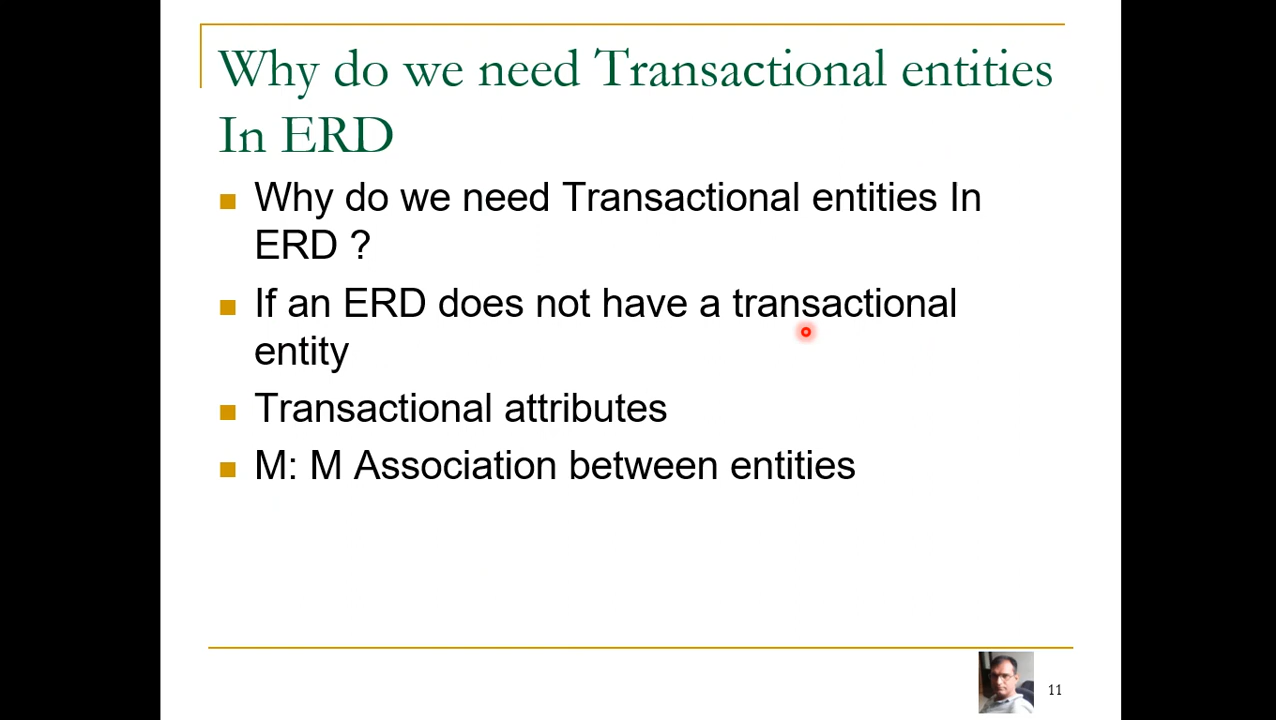 Why do we need Transactional entities
In ERD
Why do we need Transactional entities In
ERD ?
If an ERD does not have a transactional
entity
Transactional attributes
M: M Association between entities
11